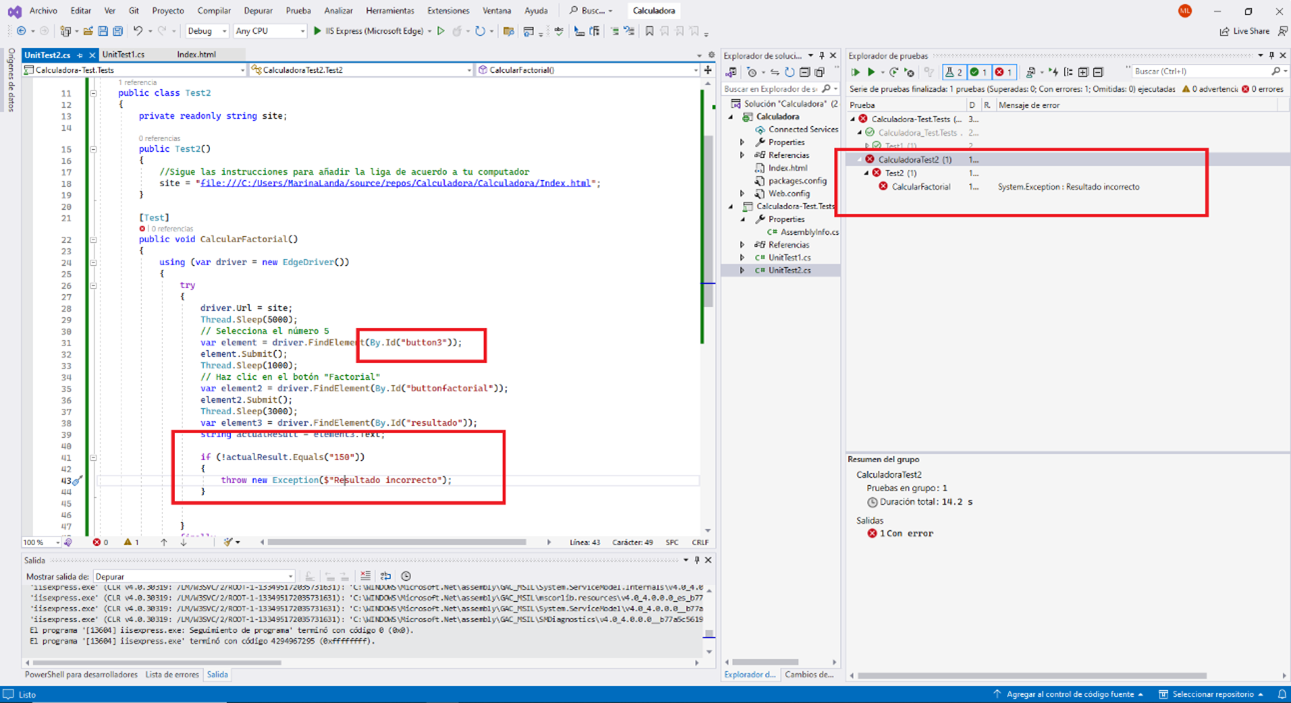 Archivo Editar Ver Git Proyecto Compilar Depurar Prueba Analizar Herramientas Extensiones Ventana Ayuda Busc... Calculadora ML
Debug Any CPU IIS Express (Microsoft Edge) Live Share
Orígenes de datos
UnitTest2.cs UnitTest1.cs Index.html
Calculadora-Test.Tests CalculadoraTest2.Test2 CalcularFactorial()
1 referencia
11 public class Test2
12 {
13 private readonly string site;
14
0 referencias
15 public Test2()
16 {
17 //Sigue las instrucciones para añadir la liga de acuerdo a tu computador
18 site = "file:///C:/Users/MarinaLanda/source/repos/Calculadora/Calculadora/Index.html";
19 }
20
21 [Test]
0 referencias
22 public void CalcularFactorial()
23 {
24 using (var driver = new EdgeDriver())
25 {
26 try
27 {
28 driver.Url = site;
29 Thread.Sleep(5000);
30 // Selecciona el número 5
31 var element = driver.FindElement(By.Id("button3"));
32 element.Submit();
33 Thread.Sleep(1000);
34 // Haz clic en el botón "Factorial"
35 var element2 = driver.FindElement(By.Id("buttonfactorial"));
36 element2.Submit();
37 Thread.Sleep(3000);
38 var element3 = driver.FindElement(By.Id("resultado"));
39 string actualResult = element3.Text;
40
41 if (!actualResult.Equals("150"))
42 {
43 throw new Exception($"Resultado incorrecto");
44 }
45
46 }
47 finally
100 % 0 1 Línea: 43 Carácter: 49 SPC CRLF
Salida
Mostrar salida de: Depurar
'iisexpress.exe' (CLR v4.0.30319: /LM/W3SVC/2/ROOT-1-133495172035731631): 'C:\WINDOWS\Microsoft.Net\assembly\GAC_MSIL\System.ServiceModel.Internals\v4.0_4.0
'iisexpress.exe' (CLR v4.0.30319: /LM/W3SVC/2/ROOT-1-133495172035731631): 'C:\WINDOWS\Microsoft.Net\assembly\GAC_MSIL\mscorlib.resources\v4.0_4.0.0.0_es_b77
'iisexpress.exe' (CLR v4.0.30319: /LM/W3SVC/2/ROOT-1-133495172035731631): 'C:\WINDOWS\Microsoft.Net\assembly\GAC_MSIL\System.ServiceModel\v4.0_4.0.0.0__b77a
'iisexpress.exe' (CLR v4.0.30319: /LM/W3SVC/2/ROOT-1-133495172035731631): 'C:\WINDOWS\Microsoft.Net\assembly\GAC_MSIL\SMDiagnostics\v4.0_4.0.0.0__b77a5c5619
El programa '[13604] iisexpress.exe: Seguimiento de programa' terminó con código 0 (0x0).
El programa '[13604] iisexpress.exe' terminó con código 4294967295 (0xffffffff).
PowerShell para desarrolladores Lista de errores Salida
Explorador de soluci...
Buscar en Explorador de s
Solución "Calculadora" (2
Calculadora
Connected Services
Properties
Referencias
Index.html
packages.config
Web.config
Calculadora-Test.Tests
Properties
AssemblyInfo.cs
Referencias
UnitTest1.cs
UnitTest2.cs
Explorador d... Cambios de...
Explorador de pruebas
2 1 1 Buscar (Ctrl+I)
Serie de pruebas finalizada: 1 pruebas (Superadas: 0; Con errores: 1; Omitidas: 0) ejecutadas 0 advertenci 0 errores
Prueba D R. Mensaje de error
Calculadora-Test.Tests (... 3...
Calculadora_Test.Tests . 2...
Test1 (1) 2
CalculadoraTest2 (1) 1...
Test2 (1) 1...
CalcularFactorial 1... System.Exception : Resultado incorrecto
Resumen del grupo
CalculadoraTest2
Pruebas en grupo: 1
Duración total: 14.2 s
Salidas
1 Con error
Listo Agregar al control de código fuente Seleccionar repositorio